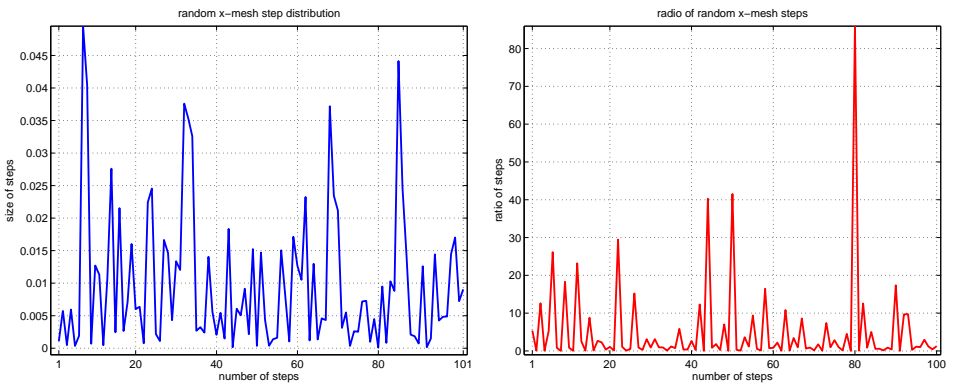 random x−mesh step distribution
size of steps
0.045
0.04
0.035
0.03
0.025
0.02
0.015
0.01
0.005
0
1 20 40 60 80 101
number of steps
radio of random x−mesh steps
ratio of steps
80
70
60
50
40
30
20
10
0
1 20 40 60 80 100
number of steps